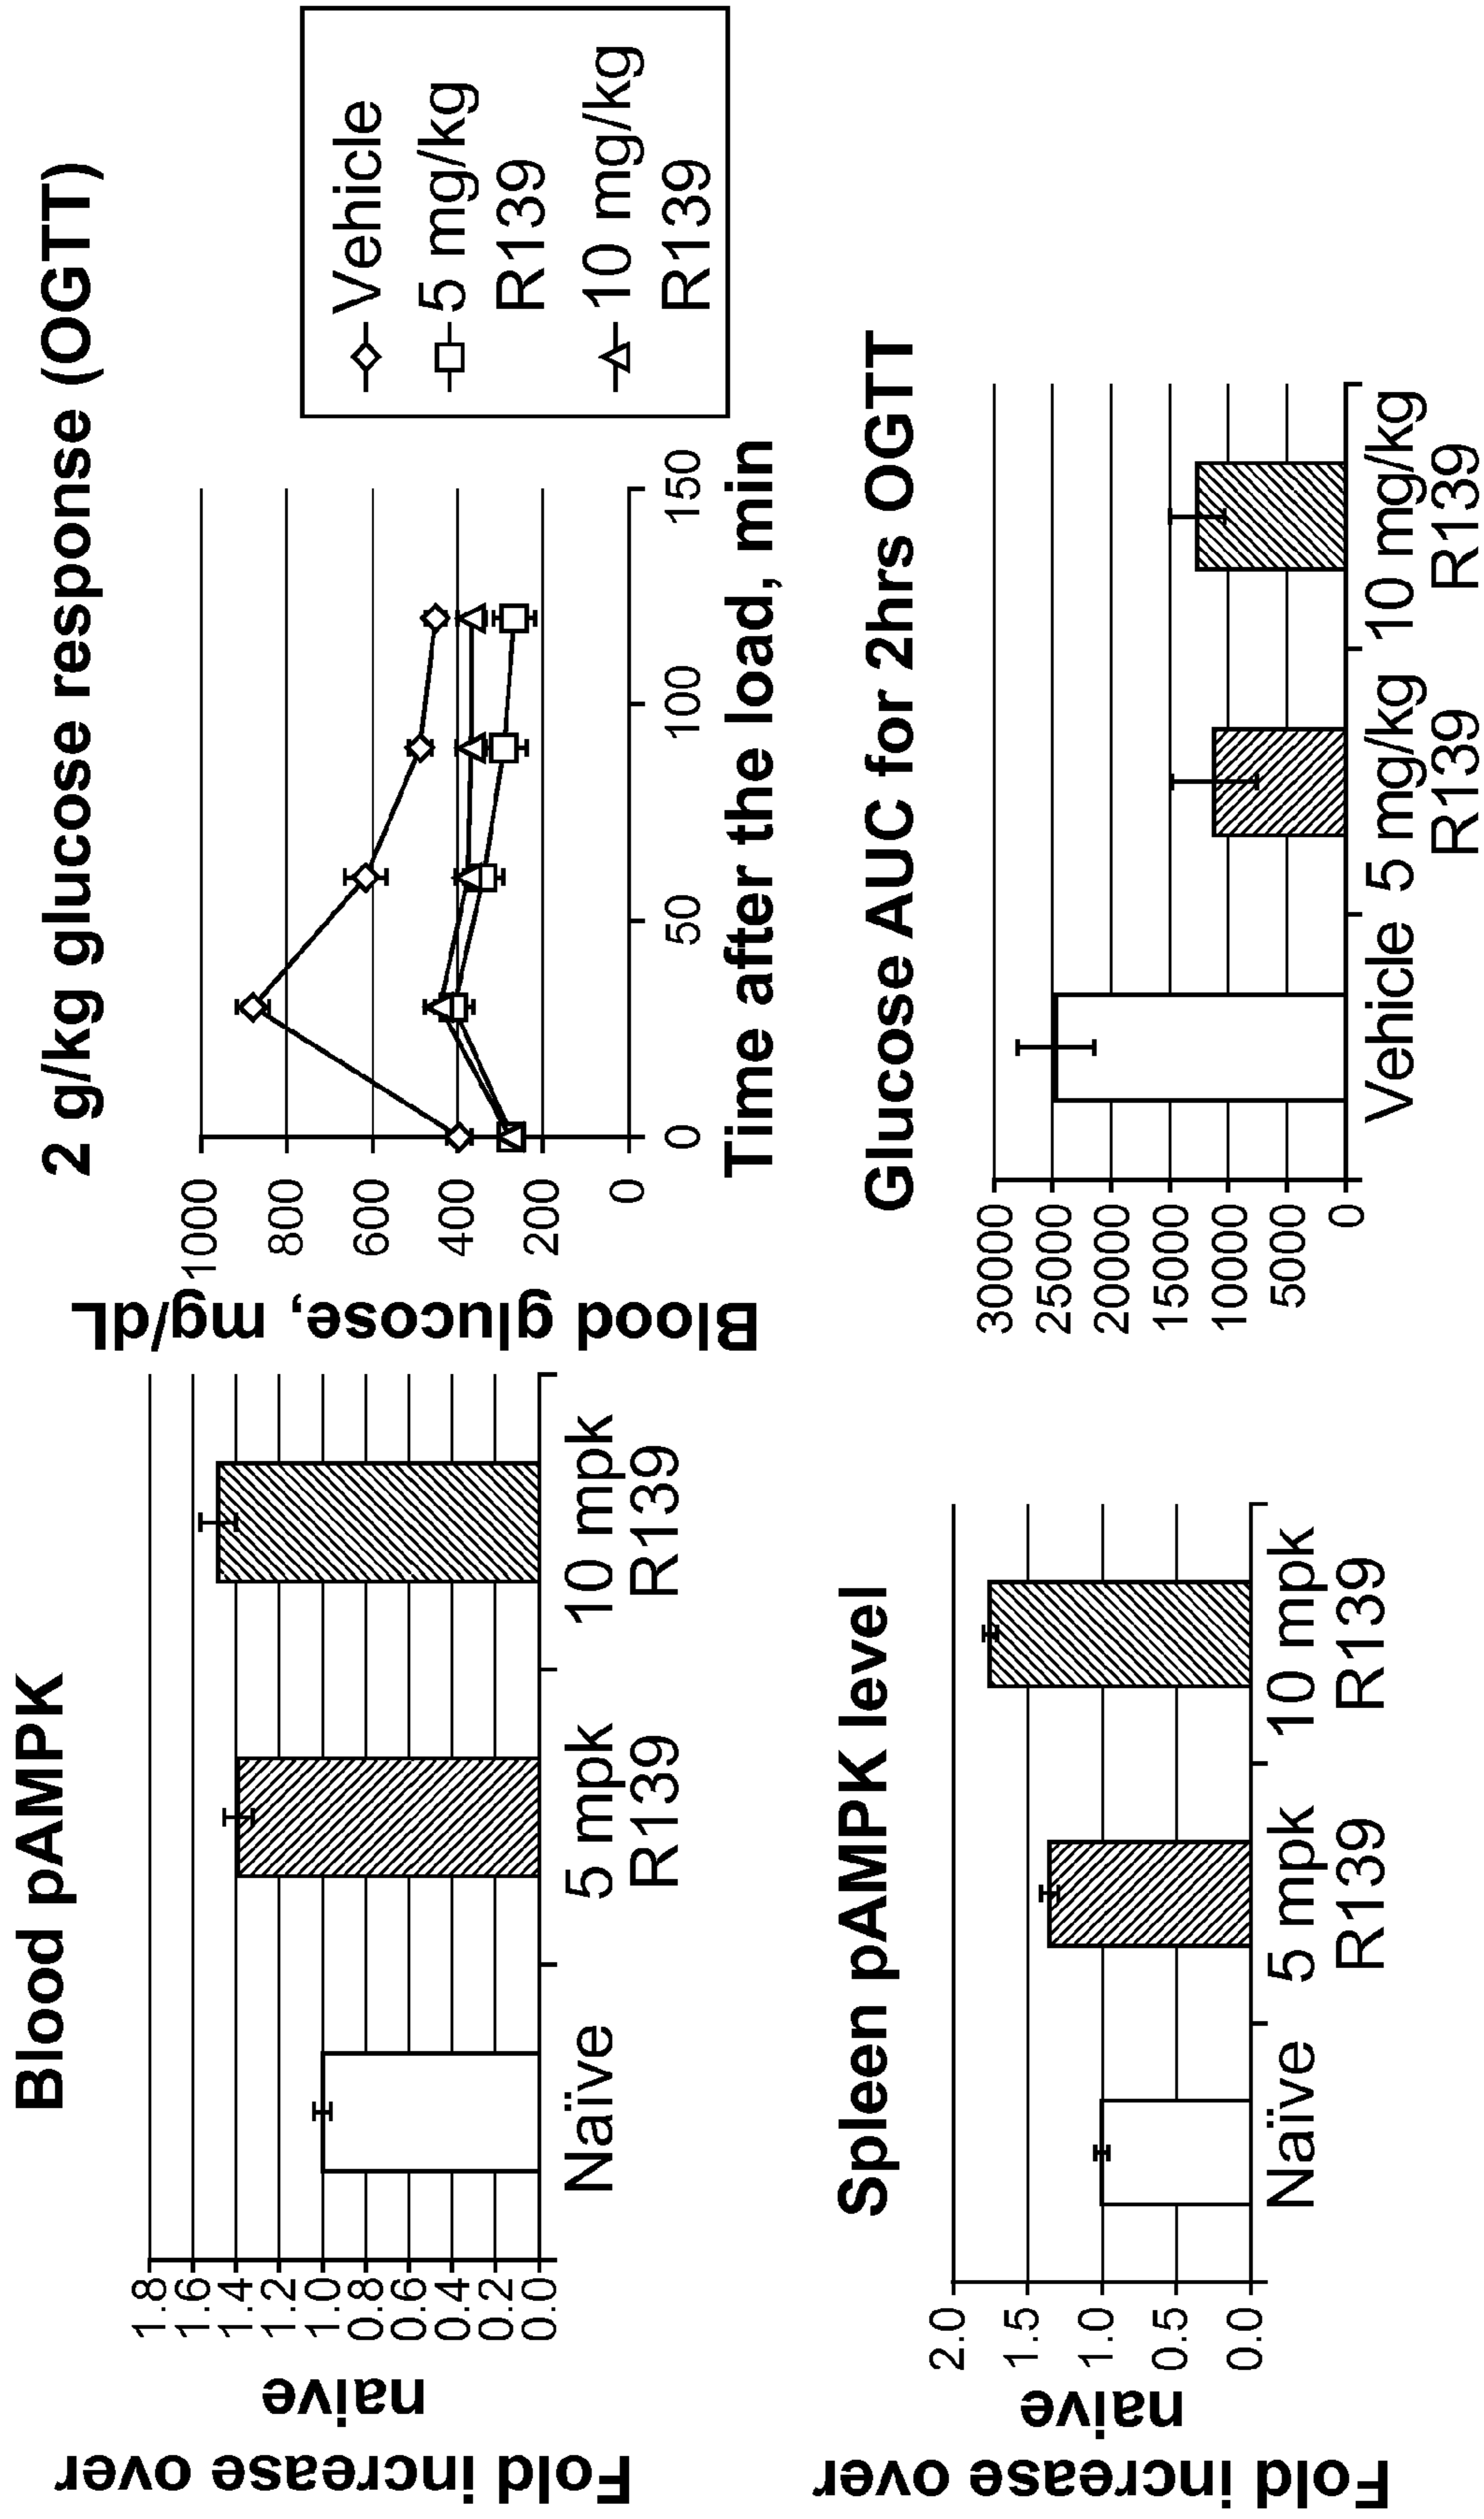 Blood pAMPK
Fold increase over
naive
1.8
1.6
1.4
1.2
1.0
0.8
0.6
0.4
0.2
0.0
Naïve
5 mpk
R139
10 mpk
R139
2 g/kg glucose response (OGTT)
Blood glucose, mg/dL
1000
800
600
400
200
0
0
50
100
150
Time after the load, min
Vehicle
5 mg/kg
R139
10 mg/kg
R139
Spleen pAMPK level
Fold increase over
naive
2.0
1.5
1.0
0.5
0.0
Naïve
5 mpk
R139
10 mpk
R139
Glucose AUC for 2hrs OGTT
30000
25000
20000
15000
10000
5000
0
Vehicle
5 mg/kg
R139
10 mg/kg
R139